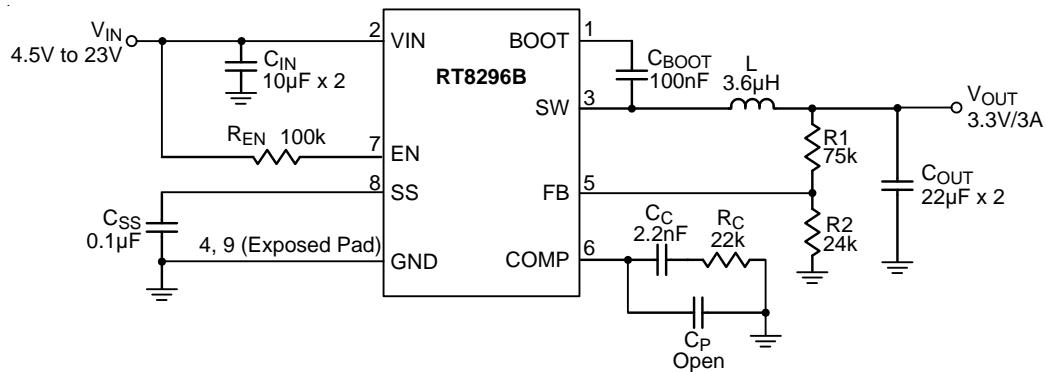 VIN
4.5V to 23V
CIN
10µF x 2
REN 100k
CSS
0.1µF
4, 9 (Exposed Pad)
2
7
8
VIN
EN
SS
GND
RT8296B
BOOT
SW
FB
COMP
1
3
5
6
CBOOT
100nF
L
3.6µH
VOUT
3.3V/3A
R1
75k
COUT
22µF x 2
R2
24k
CC
2.2nF
RC
22k
CP
Open